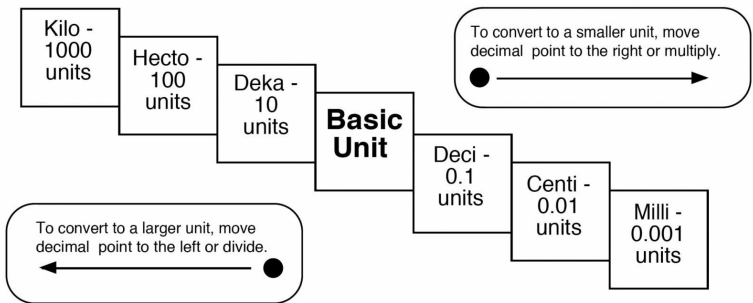 Kilo -
1000
units
Hecto -
100
units
Deka -
10
units
Basic
Unit
Deci -
0.1
units
Centi -
0.01
units
Milli -
0.001
units
To convert to a smaller unit, move
decimal point to the right or multiply.
To convert to a larger unit, move
decimal point to the left or divide.